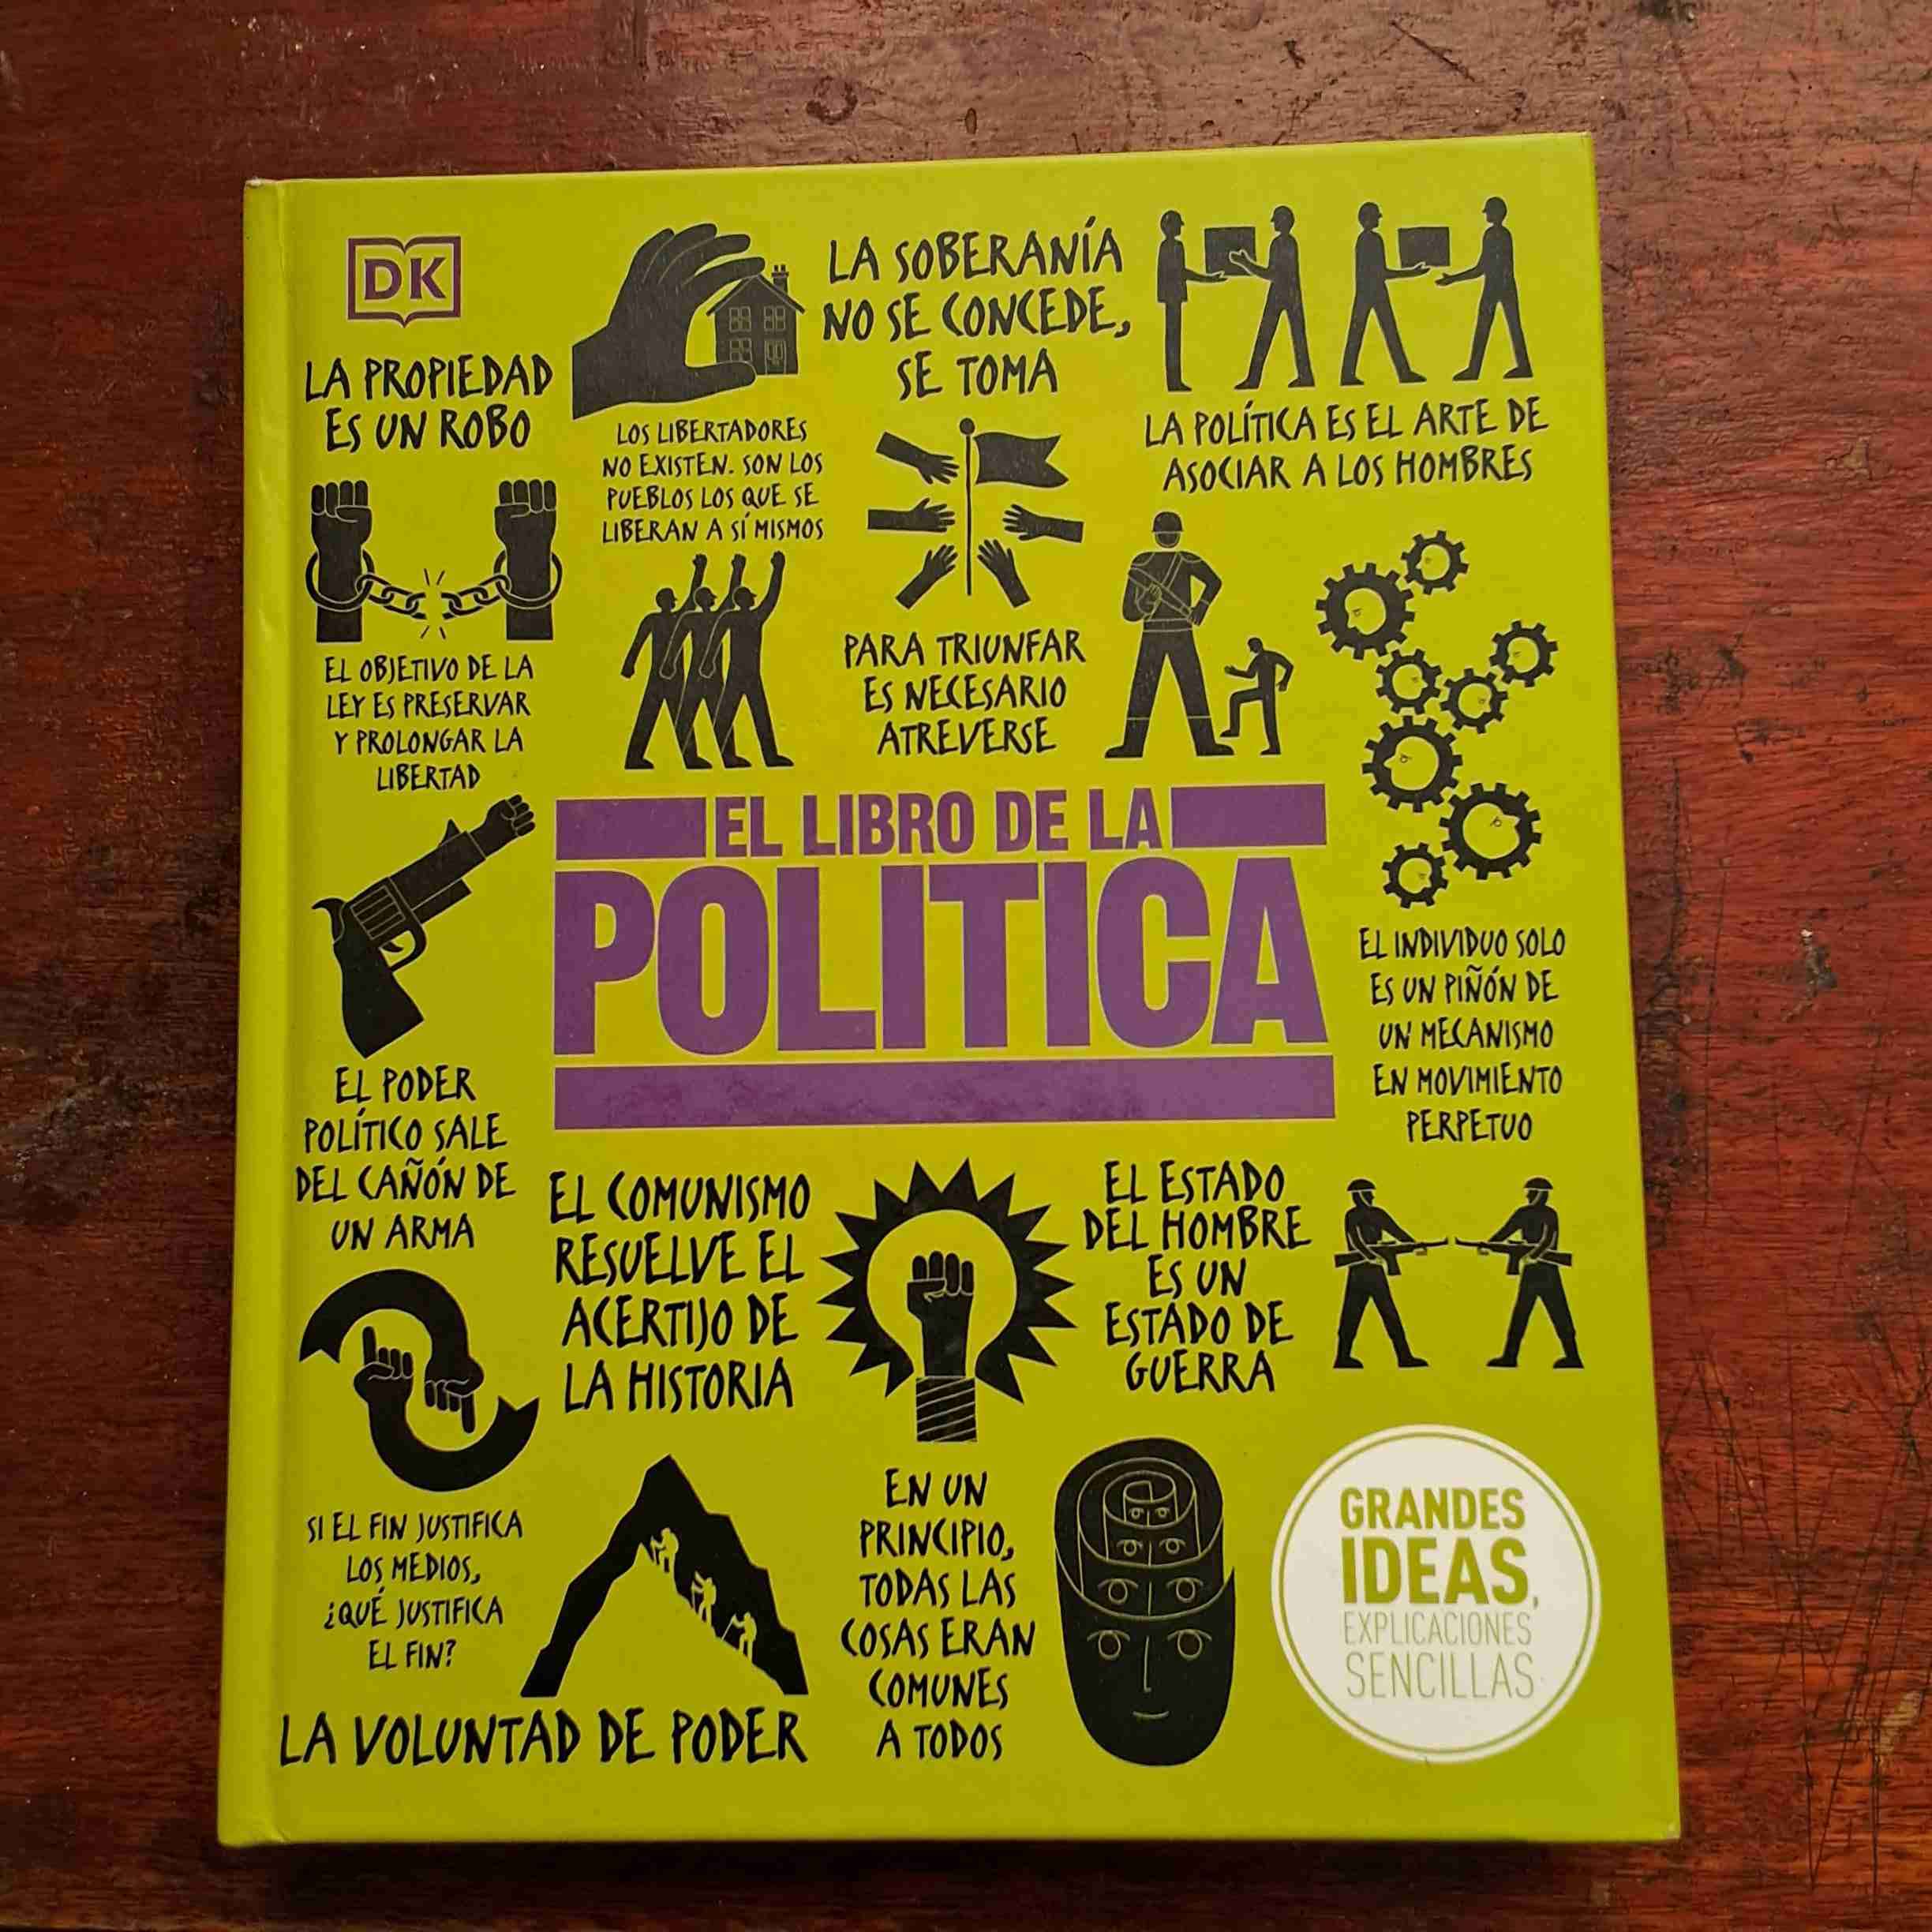 DK
LA PROPIEDAD
ES UN ROBO
LOS LIBERTADORES
NO EXISTEN. SON LOS
PUEBLOS LOS QUE SE
LIBERAN A SÍ MISMOS
LA SOBERANÍA
NO SE CONCEDE,
SE TOMA
LA POLÍTICA ES EL ARTE DE
ASOCIAR A LOS HOMBRES
EL OBJETIVO DE LA
LEY ES PRESERVAR
Y PROLONGAR LA
LIBERTAD
PARA TRIUNFAR
ES NECESARIO
ATREVERSE
EL LIBRO DE LA
POLITICA
EL INDIVIDUO SOLO
ES UN PIÑÓN DE
UN MECANISMO
EN MOVIMIENTO
PERPETUO
EL PODER
POLÍTICO SALE
DEL CAÑÓN DE
UN ARMA
EL COMUNISMO
RESUELVE EL
ACERTIJO DE
LA HISTORIA
EL ESTADO
DEL HOMBRE
ES UN
ESTADO DE
GUERRA
SI EL FIN JUSTIFICA
LOS MEDIOS,
¿QUÉ JUSTIFICA
EL FIN?
LA VOLUNTAD DE PODER
EN UN
PRINCIPIO,
TODAS LAS
COSAS ERAN
COMUNES
A TODOS
GRANDES
IDEAS,
EXPLICACIONES
SENCILLAS